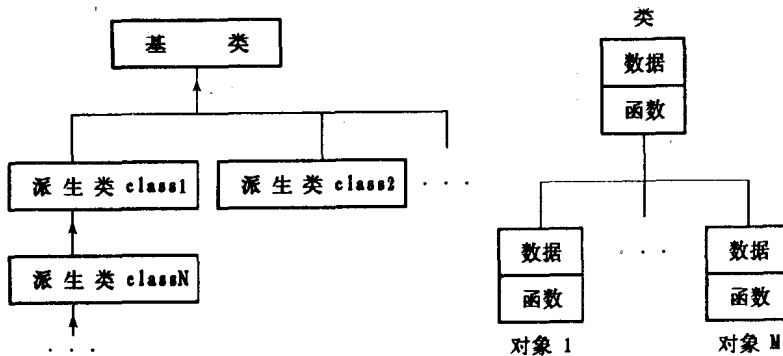 基 类
派 生 类 class1
派 生 类 class2
· · ·
派 生 类 classN
· · ·
类
数据
函数
数据
函数
对象 1
· · ·
数据
函数
对象 M